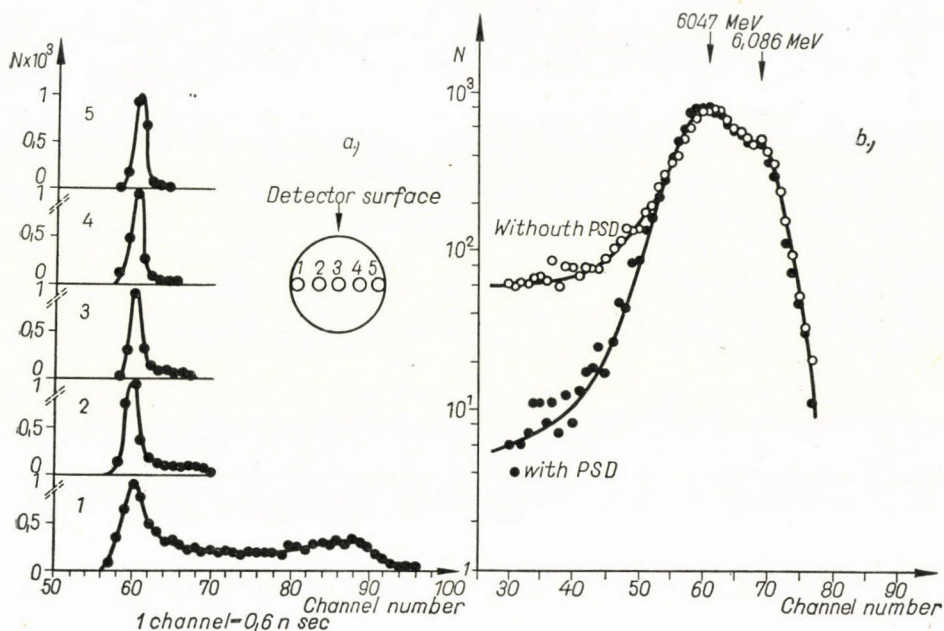 N×10³
1
0,5
0
5
1
0,5
0
4
1
0,5
0
3
1
0,5
0
2
1
0,5
0
1
50 60 70 80 90 100
Channel number
1 channel=0,6 n sec
a.,
Detector surface
1 2 3 4 5
N
10³
10²
10¹
1
6047 MeV
6,086 MeV
b.,
Withouth PSD
with PSD
30 40 50 60 70 80 90
Channel number